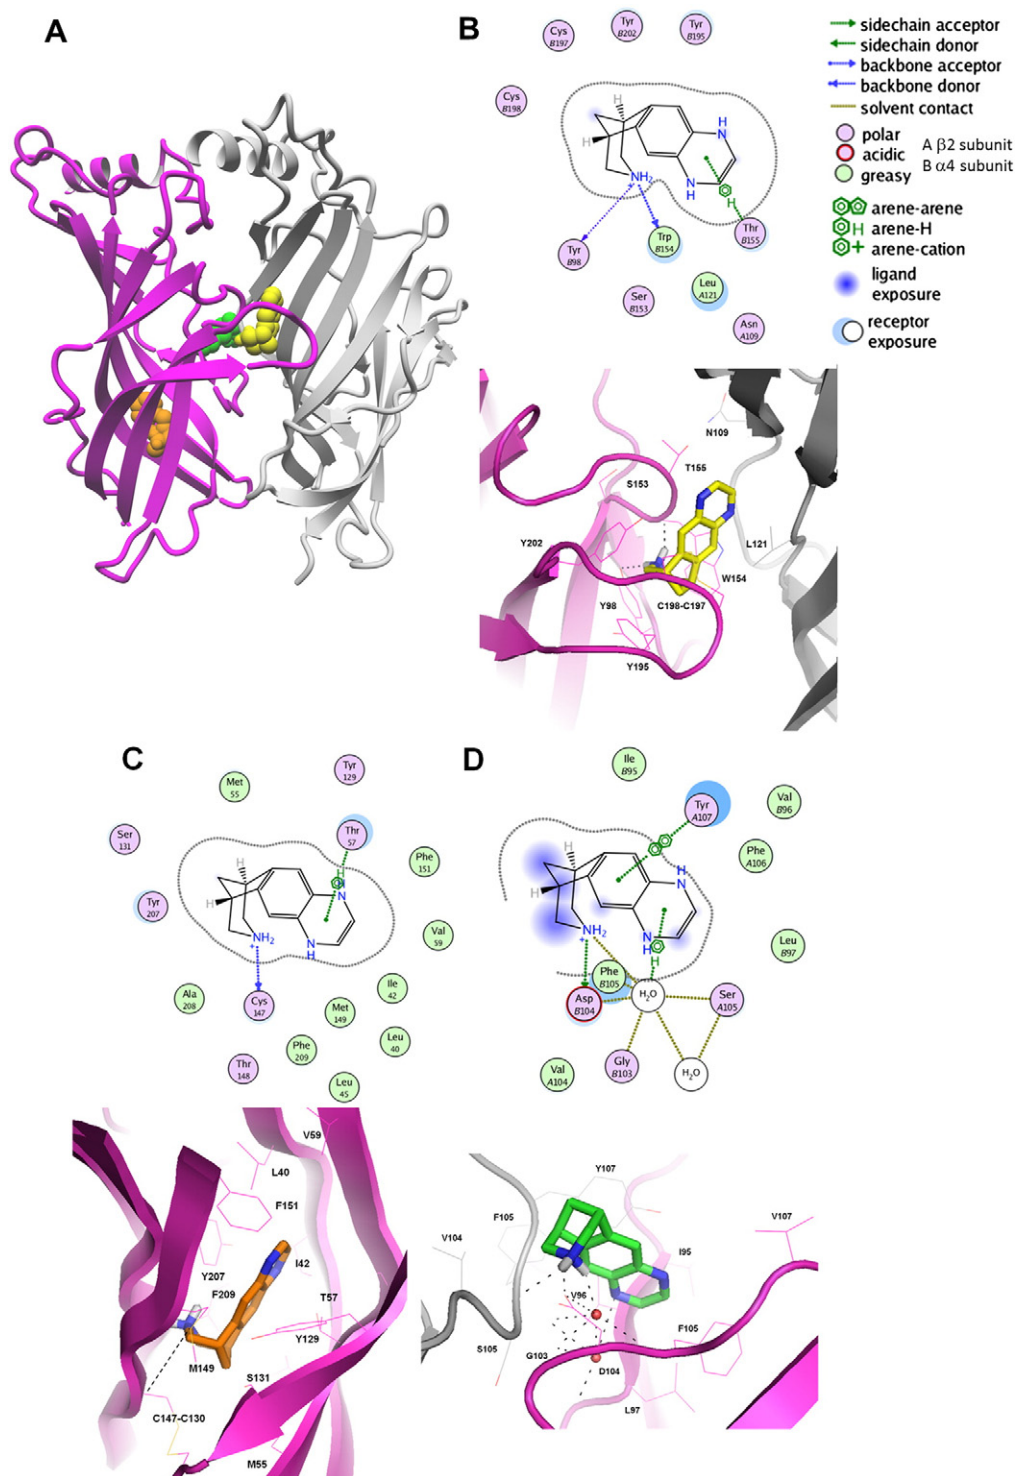 A
B
Cys
B197
Tyr
B202
Tyr
B195
Cys
B198
H
H
H
N
N
H
NH2
+
H
Tyr
B98
Trp
B154
Thr
B155
Ser
B153
Leu
A121
Asn
A109
sidechain acceptor
sidechain donor
backbone acceptor
backbone donor
solvent contact
polar
acidic
greasy
A β2 subunit
B α4 subunit
arene-arene
H arene-H
+ arene-cation
ligand
exposure
receptor
exposure
N109
T155
S153
Y202
L121
W154
Y98
C198-C197
Y195
C
Met
55
Tyr
129
Ser
131
Thr
57
Phe
151
Tyr
207
H
H
H
H
N
N
H
NH2
+
Val
59
Ala
208
Cys
147
Met
149
Ile
42
Leu
40
Phe
209
Thr
148
Leu
45
D
Ile
B95
Tyr
A107
Val
B96
Phe
A106
H
H
H
N
N
H
NH2
+
H
Leu
B97
Phe
B105
Asp
B104
H2O
Ser
A105
Gly
B103
H2O
Val
A104
V59
L40
F151
I42
Y207
F209
T57
Y129
M149
S131
C147-C130
M55
Y107
F105
V107
V104
I95
V96
S105
G103
F105
D104
L97